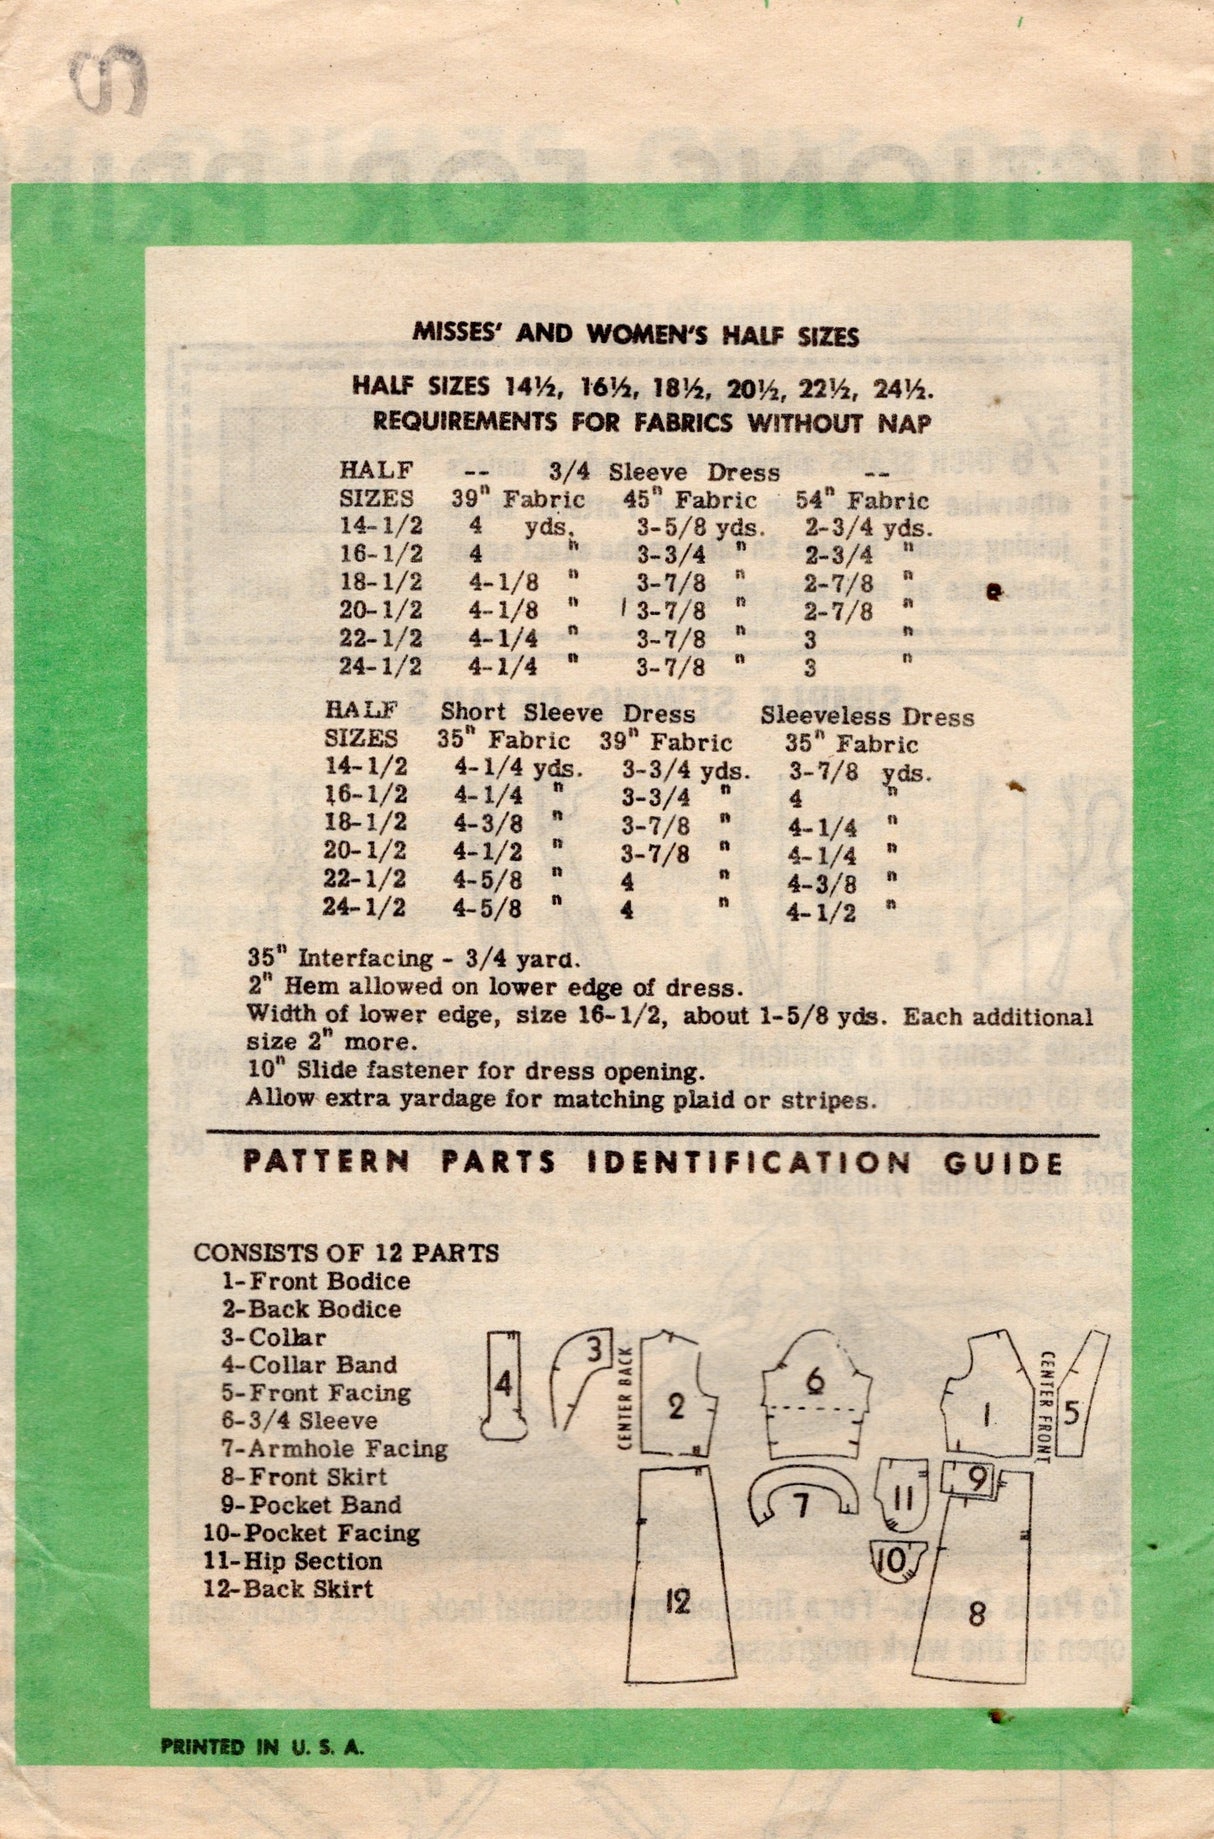 MISSES' AND WOMEN'S HALF SIZES
HALF SIZES 14½, 16½, 18½, 20½, 22½, 24½.
REQUIREMENTS FOR FABRICS WITHOUT NAP
HALF -- 3/4 Sleeve Dress --
SIZES 39" Fabric 45" Fabric 54" Fabric
14-1/2 4 yds. 3-5/8 yds. 2-3/4 yds.
16-1/2 4 " 3-3/4 " 2-3/4 "
18-1/2 4-1/8 " 3-7/8 " 2-7/8 "
20-1/2 4-1/8 " 3-7/8 " 2-7/8 "
22-1/2 4-1/4 " 3-7/8 " 3 "
24-1/2 4-1/4 " 3-7/8 " 3 "
HALF Short Sleeve Dress Sleeveless Dress
SIZES 35" Fabric 39" Fabric 35" Fabric
14-1/2 4-1/4 yds. 3-3/4 yds. 3-7/8 yds.
16-1/2 4-1/4 " 3-3/4 " 4 "
18-1/2 4-3/8 " 3-7/8 " 4-1/4 "
20-1/2 4-1/2 " 3-7/8 " 4-1/4 "
22-1/2 4-5/8 " 4 " 4-3/8 "
24-1/2 4-5/8 " 4 " 4-1/2 "
35" Interfacing - 3/4 yard.
2" Hem allowed on lower edge of dress.
Width of lower edge, size 16-1/2, about 1-5/8 yds. Each additional
size 2" more.
10" Slide fastener for dress opening.
Allow extra yardage for matching plaid or stripes.
PATTERN PARTS IDENTIFICATION GUIDE
CONSISTS OF 12 PARTS
1-Front Bodice
2-Back Bodice
3-Collar
4-Collar Band
5-Front Facing
6-3/4 Sleeve
7-Armhole Facing
8-Front Skirt
9-Pocket Band
10-Pocket Facing
11-Hip Section
12-Back Skirt
4
3
CENTER BACK
2
6
1
CENTER FRONT
5
7
11
9
10
12
8
PRINTED IN U. S. A.